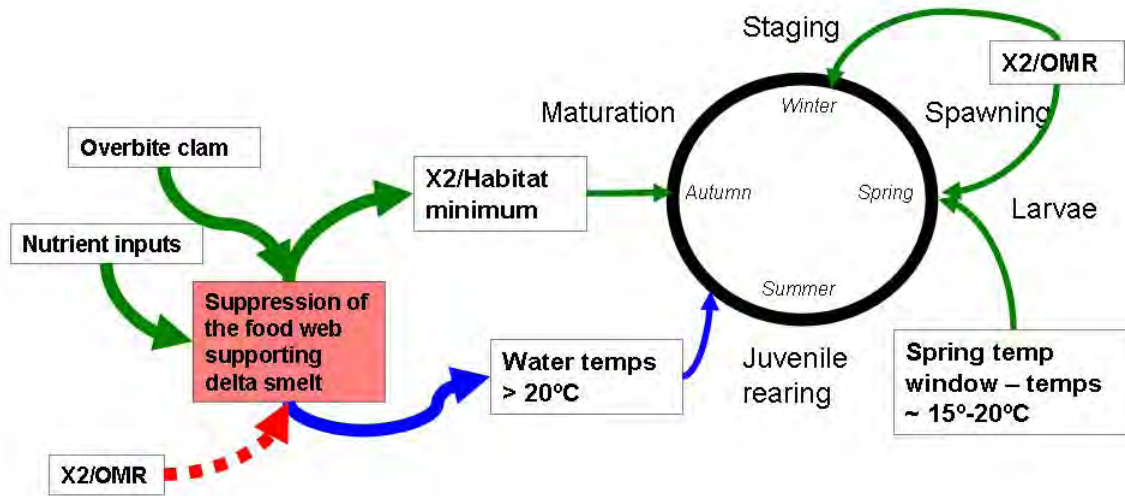 Staging
X2/OMR
Winter
Maturation
Spawning
Overbite clam
X2/Habitat
minimum
Autumn
Spring
Larvae
Nutrient inputs
Suppression of
the food web
supporting
delta smelt
Summer
Water temps
> 20ºC
Juvenile
rearing
Spring temp
window – temps
~ 15º-20ºC
X2/OMR